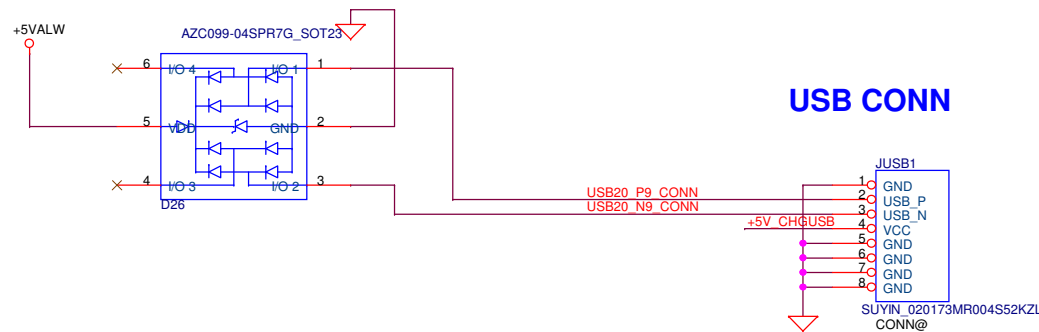 +5VALW
AZC099-04SPR7G_SOT23
6 I/O 4 I/O 1 1
5 VDD GND 2
4 I/O 3 I/O 2 3
D26
USB CONN
JUSB1
1 GND
USB20_P9_CONN 2 USB_P
USB20_N9_CONN 3 USB_N
+5V_CHGUSB 4 VCC
5 GND
6 GND
7 GND
8 GND
SUYIN_020173MR004S52KZL
CONN@